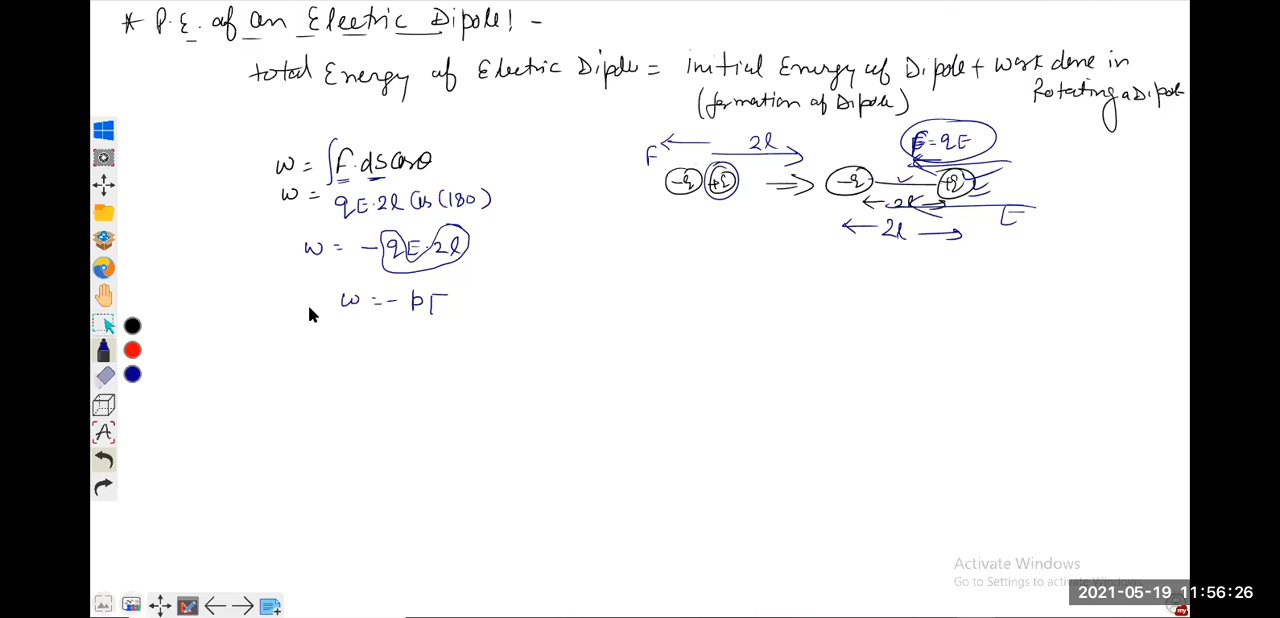 * P.E. of an Electric Dipole! -
total Energy of Electric Dipole = initial Energy of Dipole + work done in
(formation of Dipole) Rotating a Dipole
w = ∫F.ds cosθ
F 2l F = qE
-q +q ⇒ -q +q
w = qE.2l Cos(180)
2l E
2l
w = - qE.2l
w = - pE
A
Activate Windows
Go to Settings to activate Windows.
2021-05-19 11:56:26